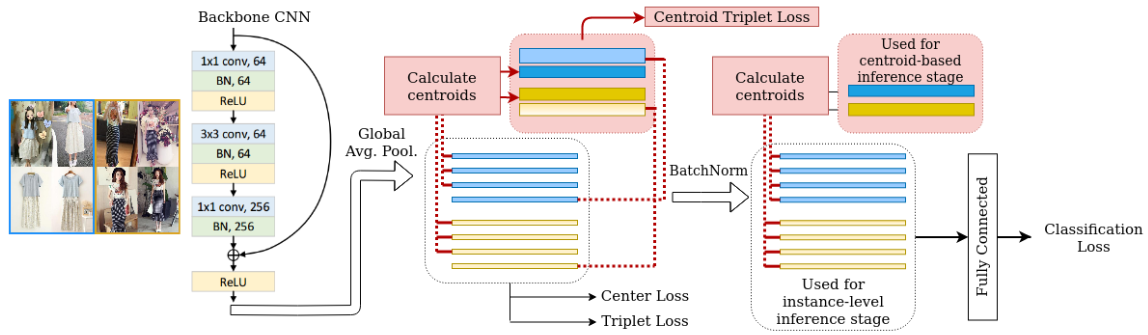 Backbone CNN
1x1 conv, 64
BN, 64
ReLU
3x3 conv, 64
BN, 64
ReLU
1x1 conv, 256
BN, 256
ReLU
Global
Avg. Pool.
Calculate
centroids
Centroid Triplet Loss
Center Loss
Triplet Loss
BatchNorm
Calculate
centroids
Used for
centroid-based
inference stage
Used for
instance-level
inference stage
Fully Connected
Classification
Loss